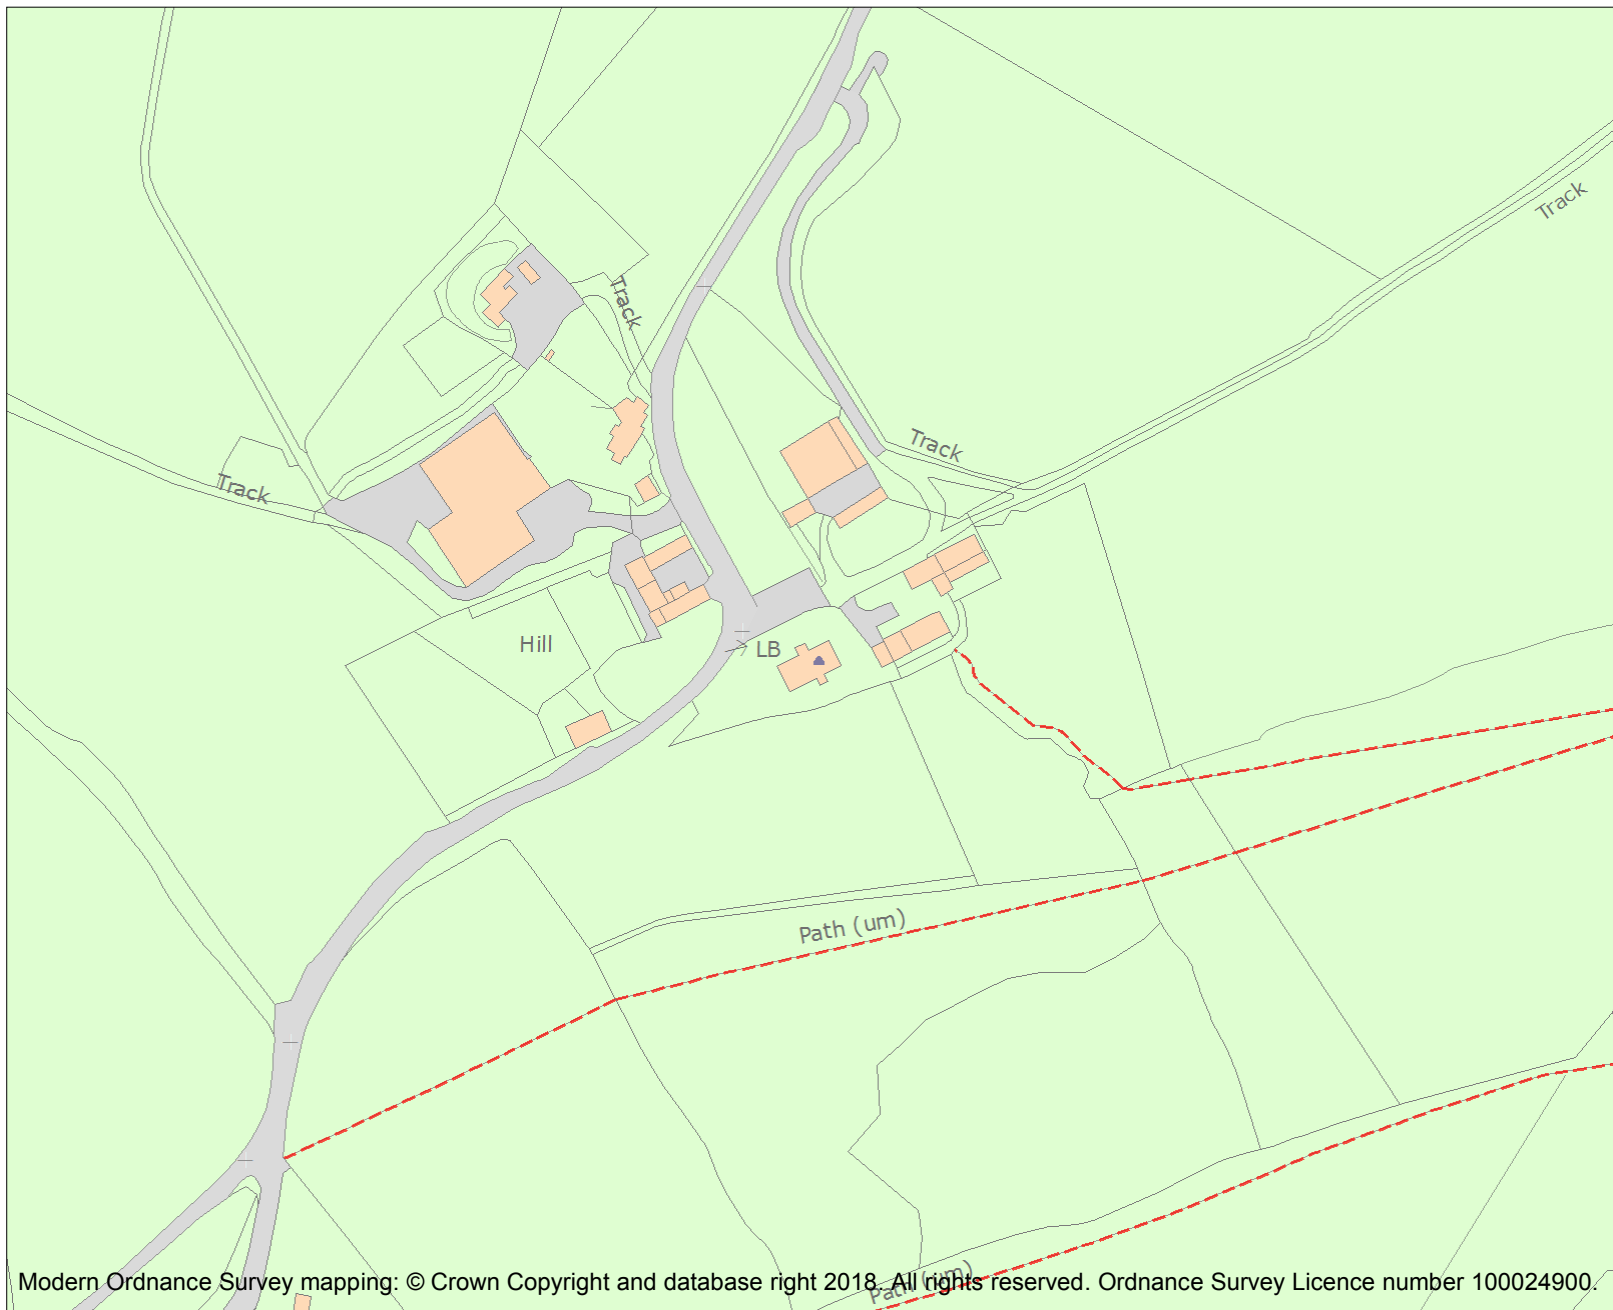 Track
Track
Track
Track
Hill
LB
Path (um)
Path (um)
Modern Ordnance Survey mapping: © Crown Copyright and database right 2018. All rights reserved. Ordnance Survey Licence number 100024900.